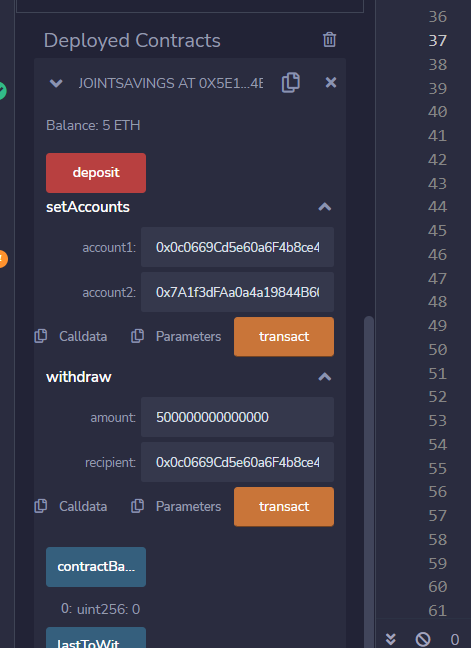 Deployed Contracts
JOINTSAVINGS AT 0X5E1...4E
Balance: 5 ETH
deposit
setAccounts
account1: 0x0c0669Cd5e60a6F4b8ce4
account2: 0x7A1f3dFAa0a4a19844B60
Calldata Parameters transact
withdraw
amount: 500000000000000
recipient: 0x0c0669Cd5e60a6F4b8ce4
Calldata Parameters transact
contractBa...
0: uint256: 0
lastToWit...
36
37
38
39
40
41
42
43
44
45
46
47
48
49
50
51
52
53
54
55
56
57
58
59
60
61
0